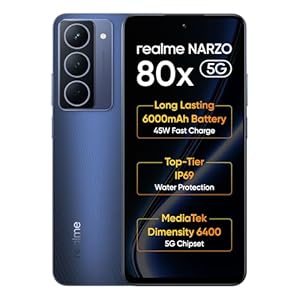 realme NARZO
80x 5G
Long Lasting
6000mAh Battery
45W Fast Charge
Top-Tier
IP69
Water Protection
MediaTek
Dimensity 6400
5G Chipset
realme